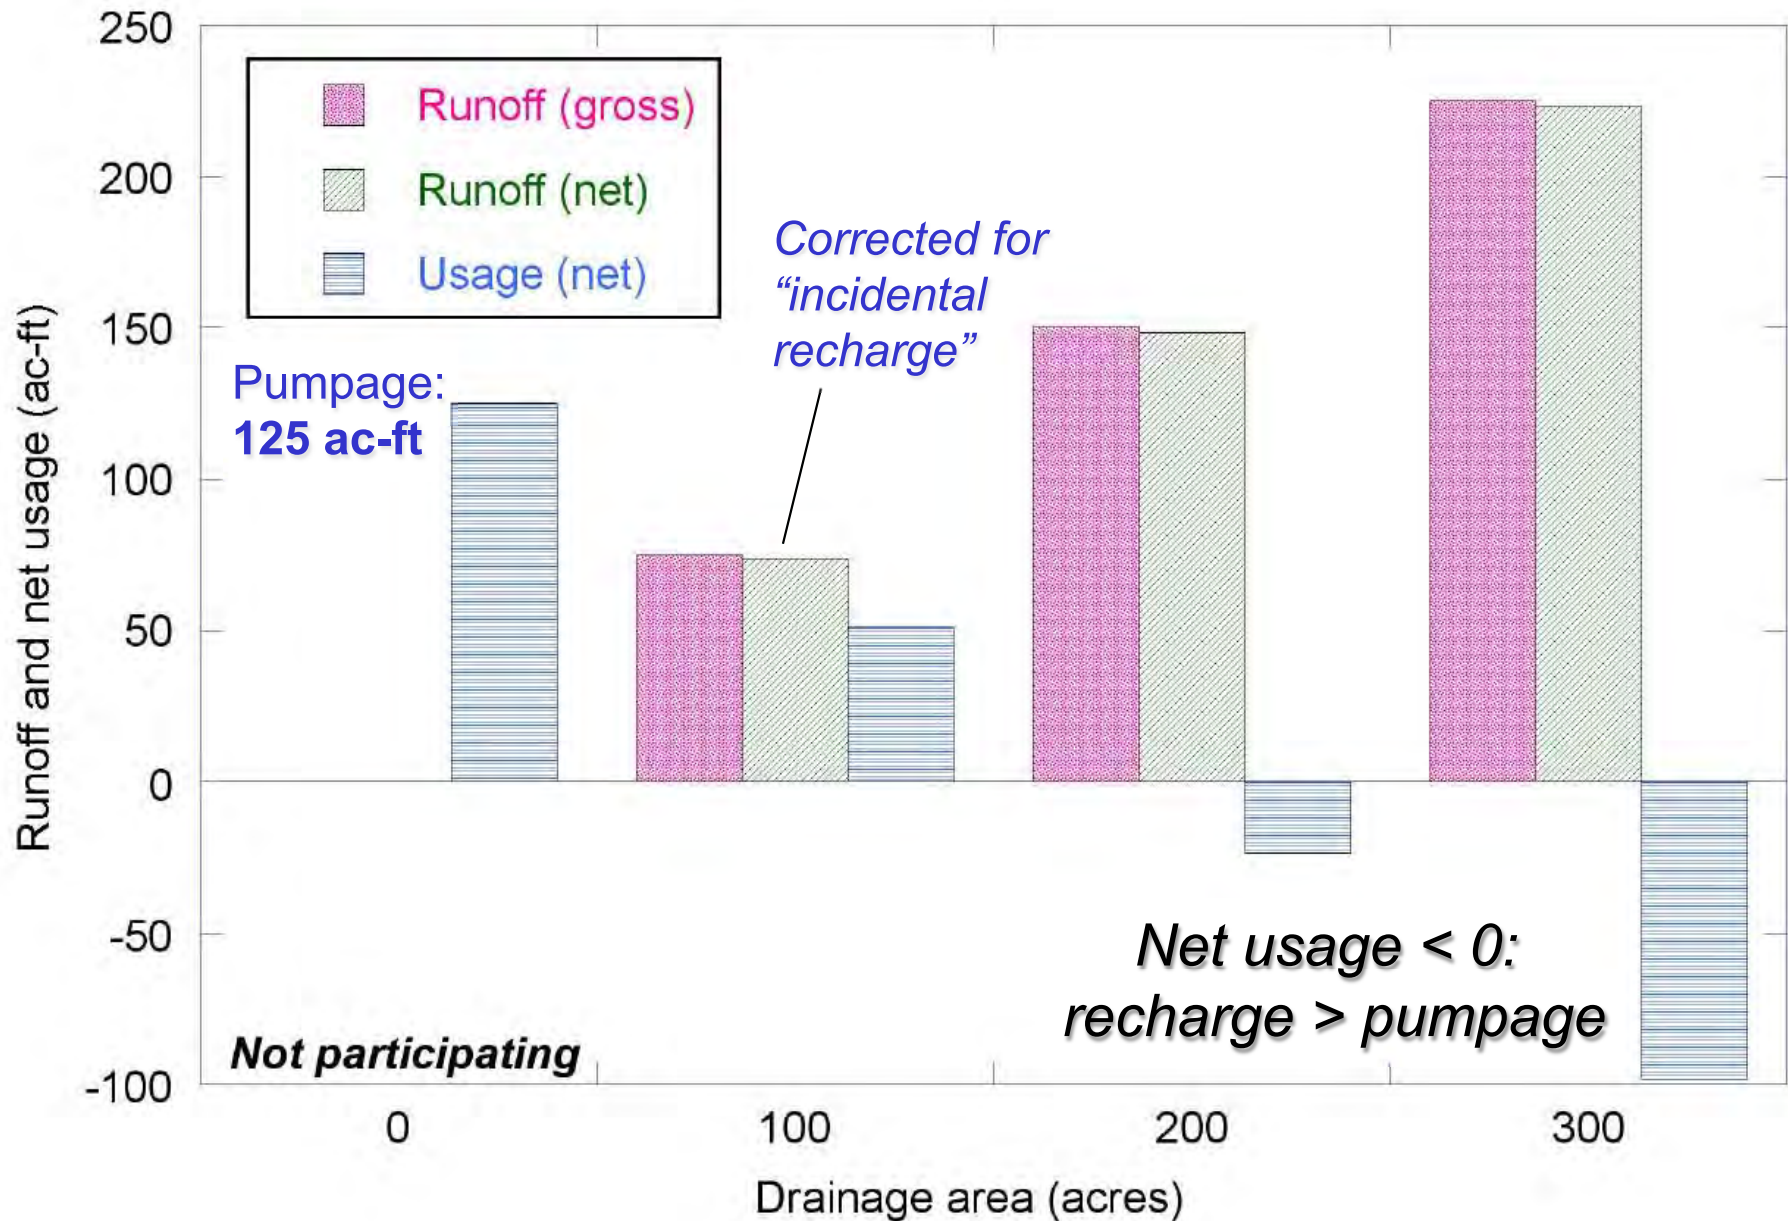 250
200
150
100
50
0
-50
-100
Runoff and net usage (ac-ft)
Runoff (gross)
Runoff (net)
Usage (net)
Pumpage:
125 ac-ft
Corrected for
“incidental
recharge”
Net usage < 0:
recharge > pumpage
Not participating
0 100 200 300
Drainage area (acres)